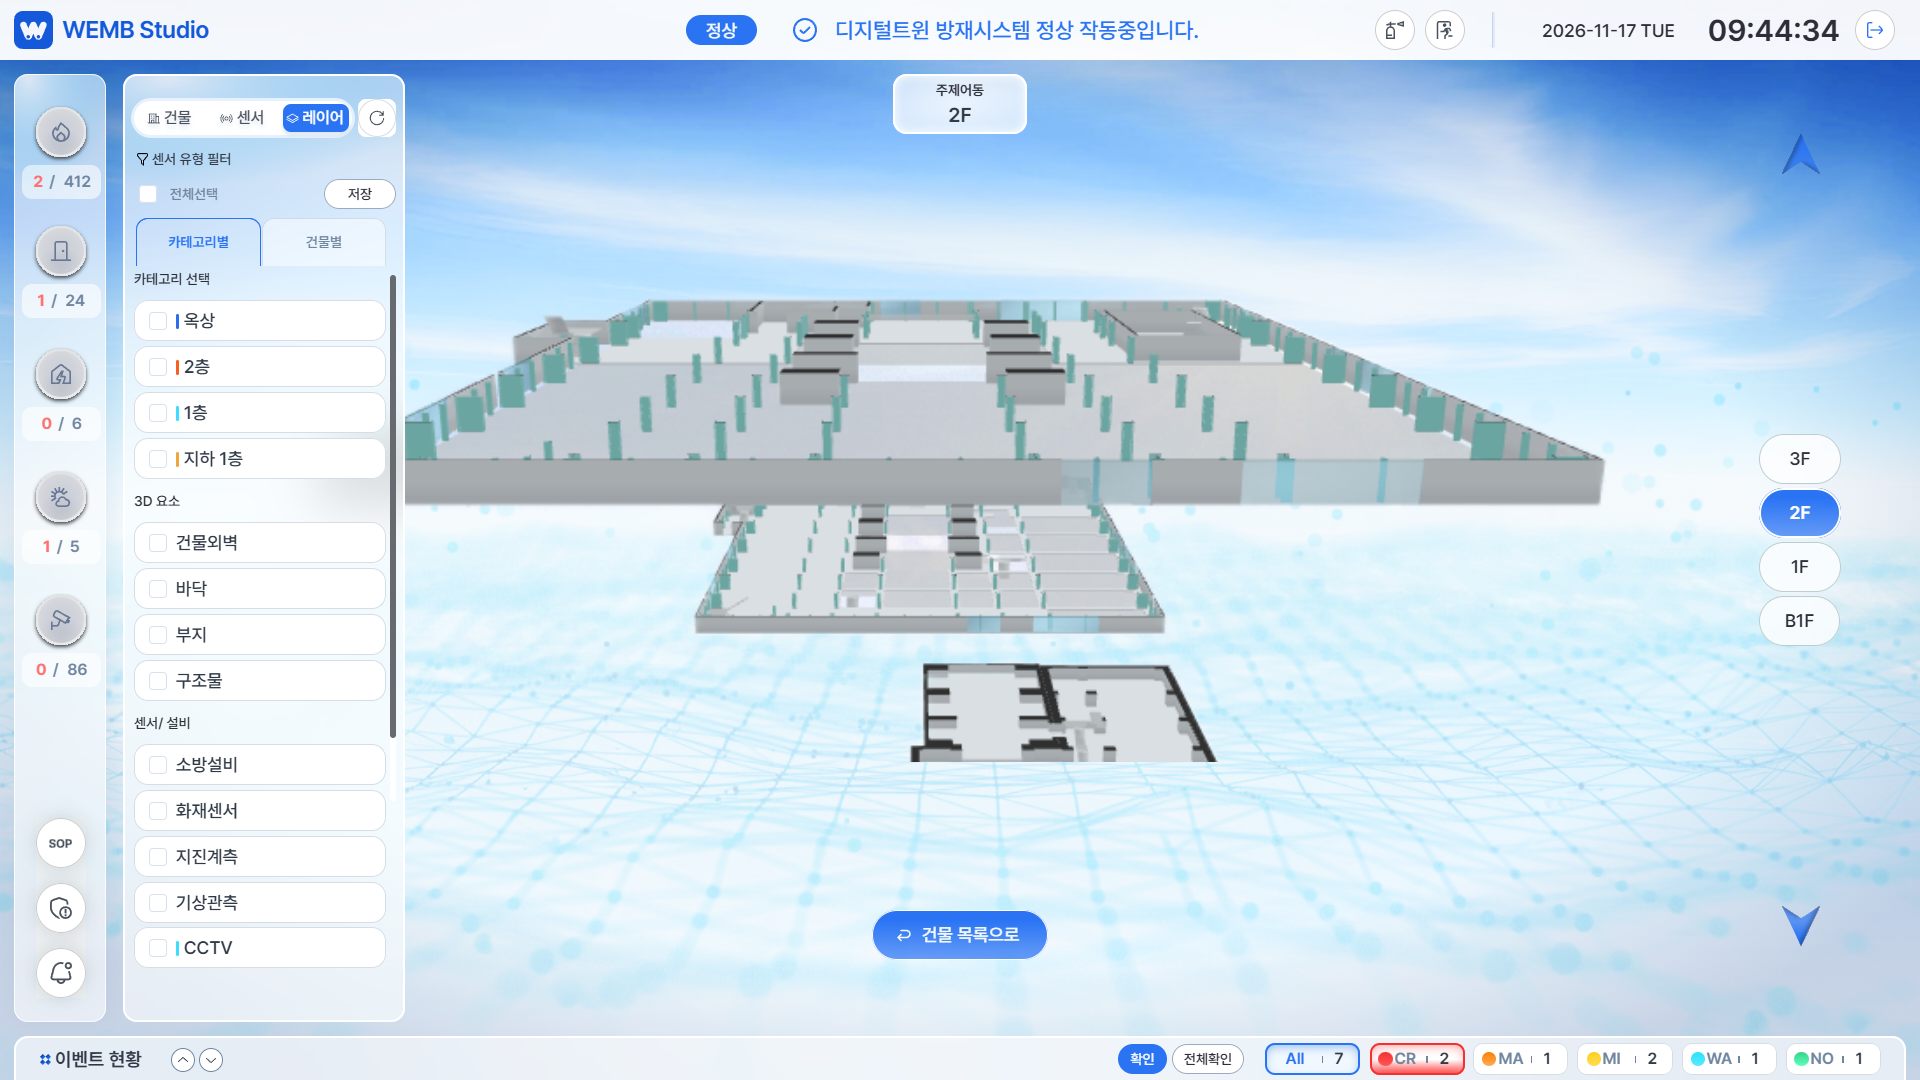 WEMB Studio
정상
디지털트윈 방재시스템 정상 작동중입니다.
2026-11-17 TUE
09:44:34
2 / 412
1 / 24
0 / 6
1 / 5
0 / 86
SOP
건물
센서
레이어
센서 유형 필터
전체선택
저장
카테고리별
건물별
카테고리 선택
옥상
2층
1층
지하 1층
3D 요소
건물외벽
바닥
부지
구조물
센서/ 설비
소방설비
화재센서
지진계측
기상관측
CCTV
주제어동
2F
3F
2F
1F
B1F
건물 목록으로
이벤트 현황
확인
전체확인
All 7
CR 2
MA 1
MI 2
WA 1
NO 1